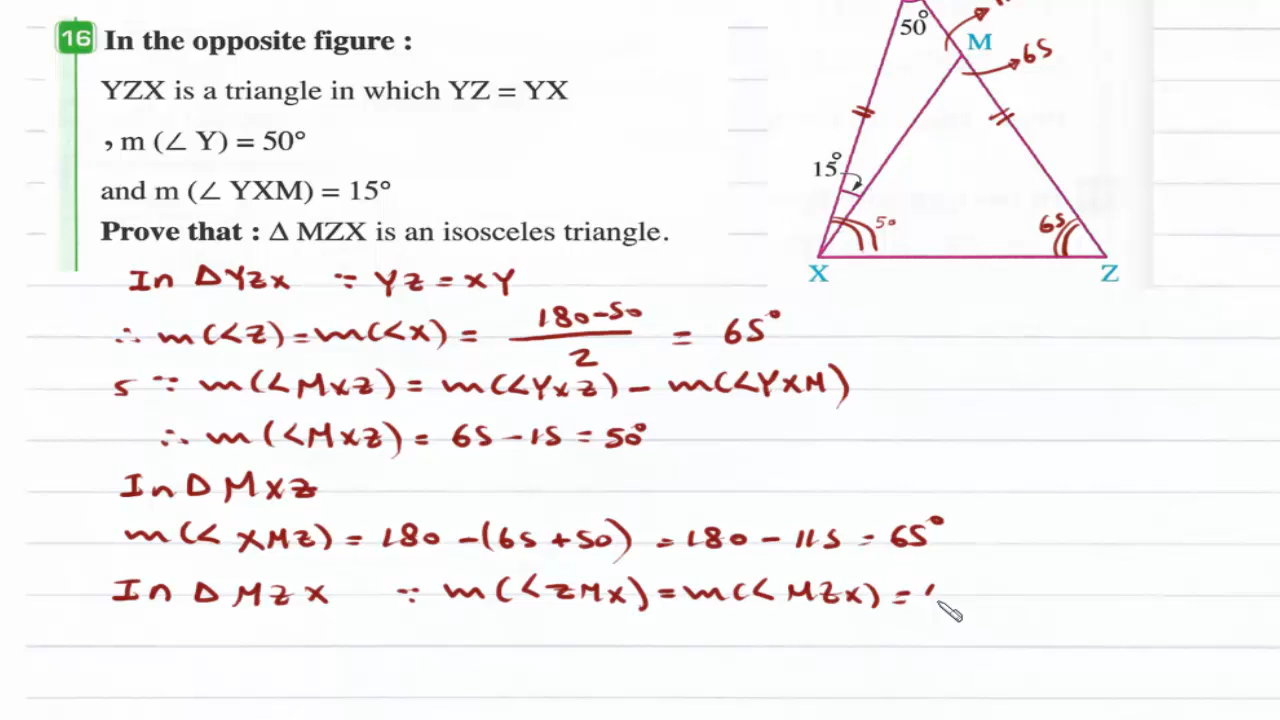 16 In the opposite figure :
YZX is a triangle in which YZ = YX
, m (∠ Y) = 50°
and m (∠ YXM) = 15°
Prove that : Δ MZX is an isosceles triangle.
50°
M
65
15°
50
65
X
Z
In Δ YZX ∵ YZ = XY
∴ m(<Z) = m(<X) = 180-50 / 2 = 65°
, ∵ m(<MXZ) = m(<YXZ) - m(<YXM)
∴ m(<MXZ) = 65 - 15 = 50°
In Δ MXZ
m(< XMZ) = 180 - (65 + 50) = 180 - 115 = 65°
In Δ MZX ∵ m(<ZMX) = m(< MZX) =